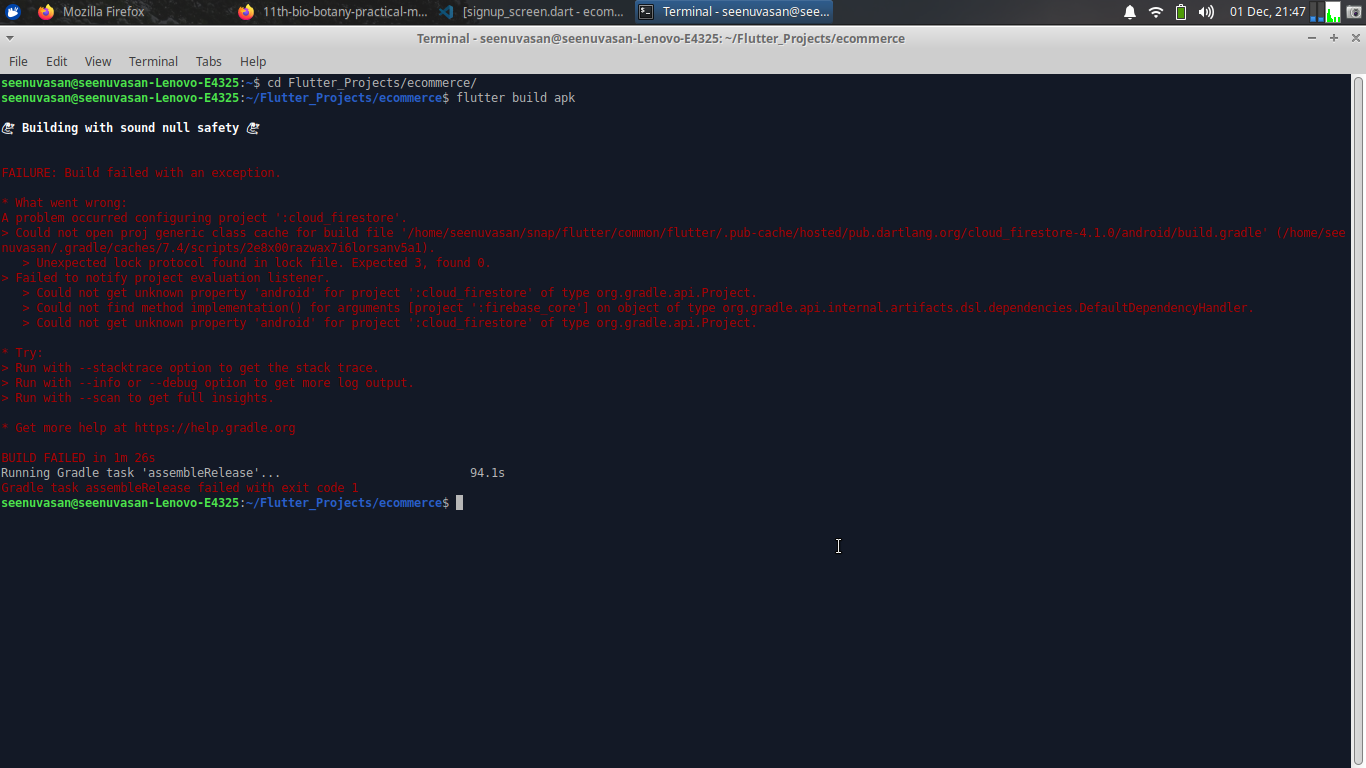 Mozilla Firefox
11th-bio-botany-practical-m...
[signup_screen.dart - ecom...
Terminal - seenuvasan@see...
01 Dec, 21:47
Terminal - seenuvasan@seenuvasan-Lenovo-E4325: ~/Flutter_Projects/ecommerce
File Edit View Terminal Tabs Help
seenuvasan@seenuvasan-Lenovo-E4325:~$ cd Flutter_Projects/ecommerce/
seenuvasan@seenuvasan-Lenovo-E4325:~/Flutter_Projects/ecommerce$ flutter build apk
Building with sound null safety
FAILURE: Build failed with an exception.
* What went wrong:
A problem occurred configuring project ':cloud_firestore'.
> Could not open proj generic class cache for build file '/home/seenuvasan/snap/flutter/common/flutter/.pub-cache/hosted/pub.dartlang.org/cloud_firestore-4.1.0/android/build.gradle' (/home/see
nuvasan/.gradle/caches/7.4/scripts/2e8x00razwax7i6lorsanv5a1).
> Unexpected lock protocol found in lock file. Expected 3, found 0.
> Failed to notify project evaluation listener.
> Could not get unknown property 'android' for project ':cloud_firestore' of type org.gradle.api.Project.
> Could not find method implementation() for arguments [project ':firebase_core'] on object of type org.gradle.api.internal.artifacts.dsl.dependencies.DefaultDependencyHandler.
> Could not get unknown property 'android' for project ':cloud_firestore' of type org.gradle.api.Project.
* Try:
> Run with --stacktrace option to get the stack trace.
> Run with --info or --debug option to get more log output.
> Run with --scan to get full insights.
* Get more help at https://help.gradle.org
BUILD FAILED in 1m 26s
Running Gradle task 'assembleRelease'... 94.1s
Gradle task assembleRelease failed with exit code 1
seenuvasan@seenuvasan-Lenovo-E4325:~/Flutter_Projects/ecommerce$